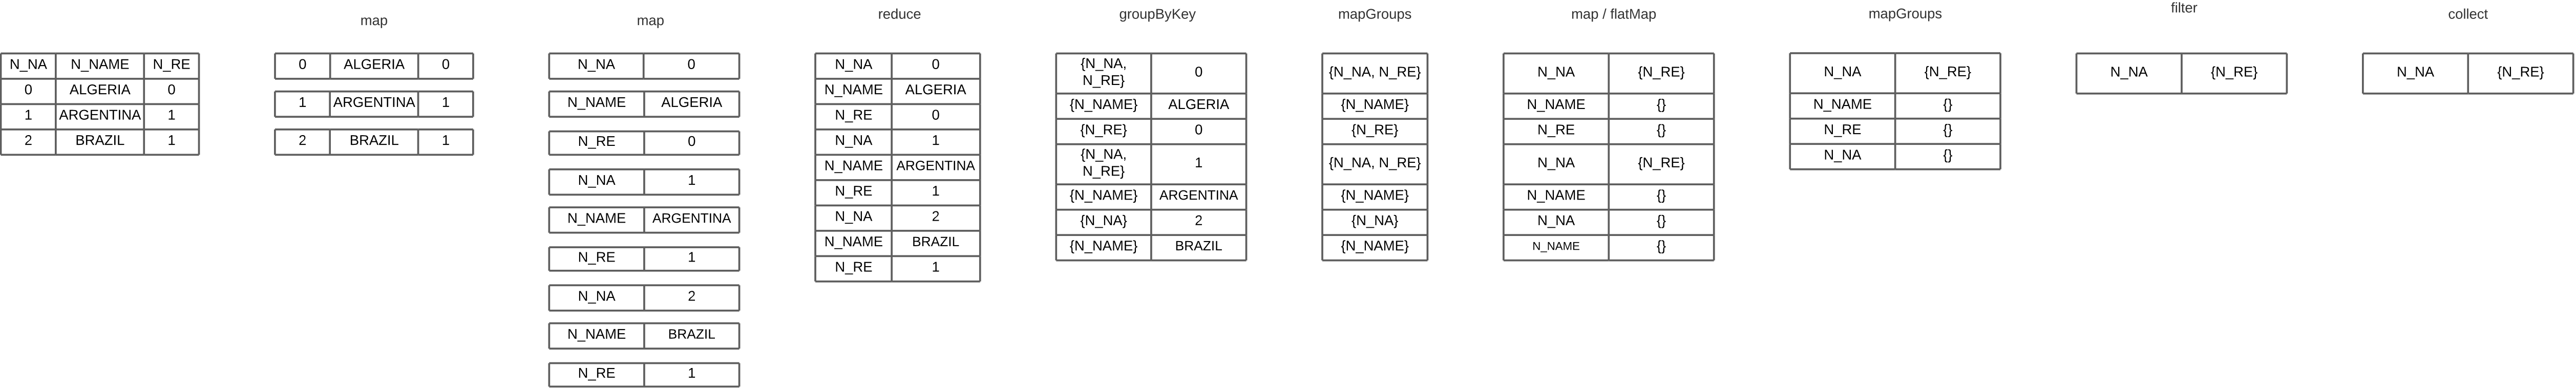 map
map
reduce
groupByKey
mapGroups
map / flatMap
mapGroups
filter
collect
N_NA N_NAME N_RE
0 ALGERIA 0
1 ARGENTINA 1
2 BRAZIL 1
0 ALGERIA 0
1 ARGENTINA 1
2 BRAZIL 1
N_NA 0
N_NAME ALGERIA
N_RE 0
N_NA 1
N_NAME ARGENTINA
N_RE 1
N_NA 2
N_NAME BRAZIL
N_RE 1
N_NA 0
N_NAME ALGERIA
N_RE 0
N_NA 1
N_NAME ARGENTINA
N_RE 1
N_NA 2
N_NAME BRAZIL
N_RE 1
{N_NA,
N_RE} 0
{N_NAME} ALGERIA
{N_RE} 0
{N_NA,
N_RE} 1
{N_NAME} ARGENTINA
{N_NA} 2
{N_NAME} BRAZIL
{N_NA, N_RE}
{N_NAME}
{N_RE}
{N_NA, N_RE}
{N_NAME}
{N_NA}
{N_NAME}
N_NA {N_RE}
N_NAME {}
N_RE {}
N_NA {N_RE}
N_NAME {}
N_NA {}
N_NAME {}
N_NA {N_RE}
N_NAME {}
N_RE {}
N_NA {}
N_NA {N_RE}
N_NA {N_RE}